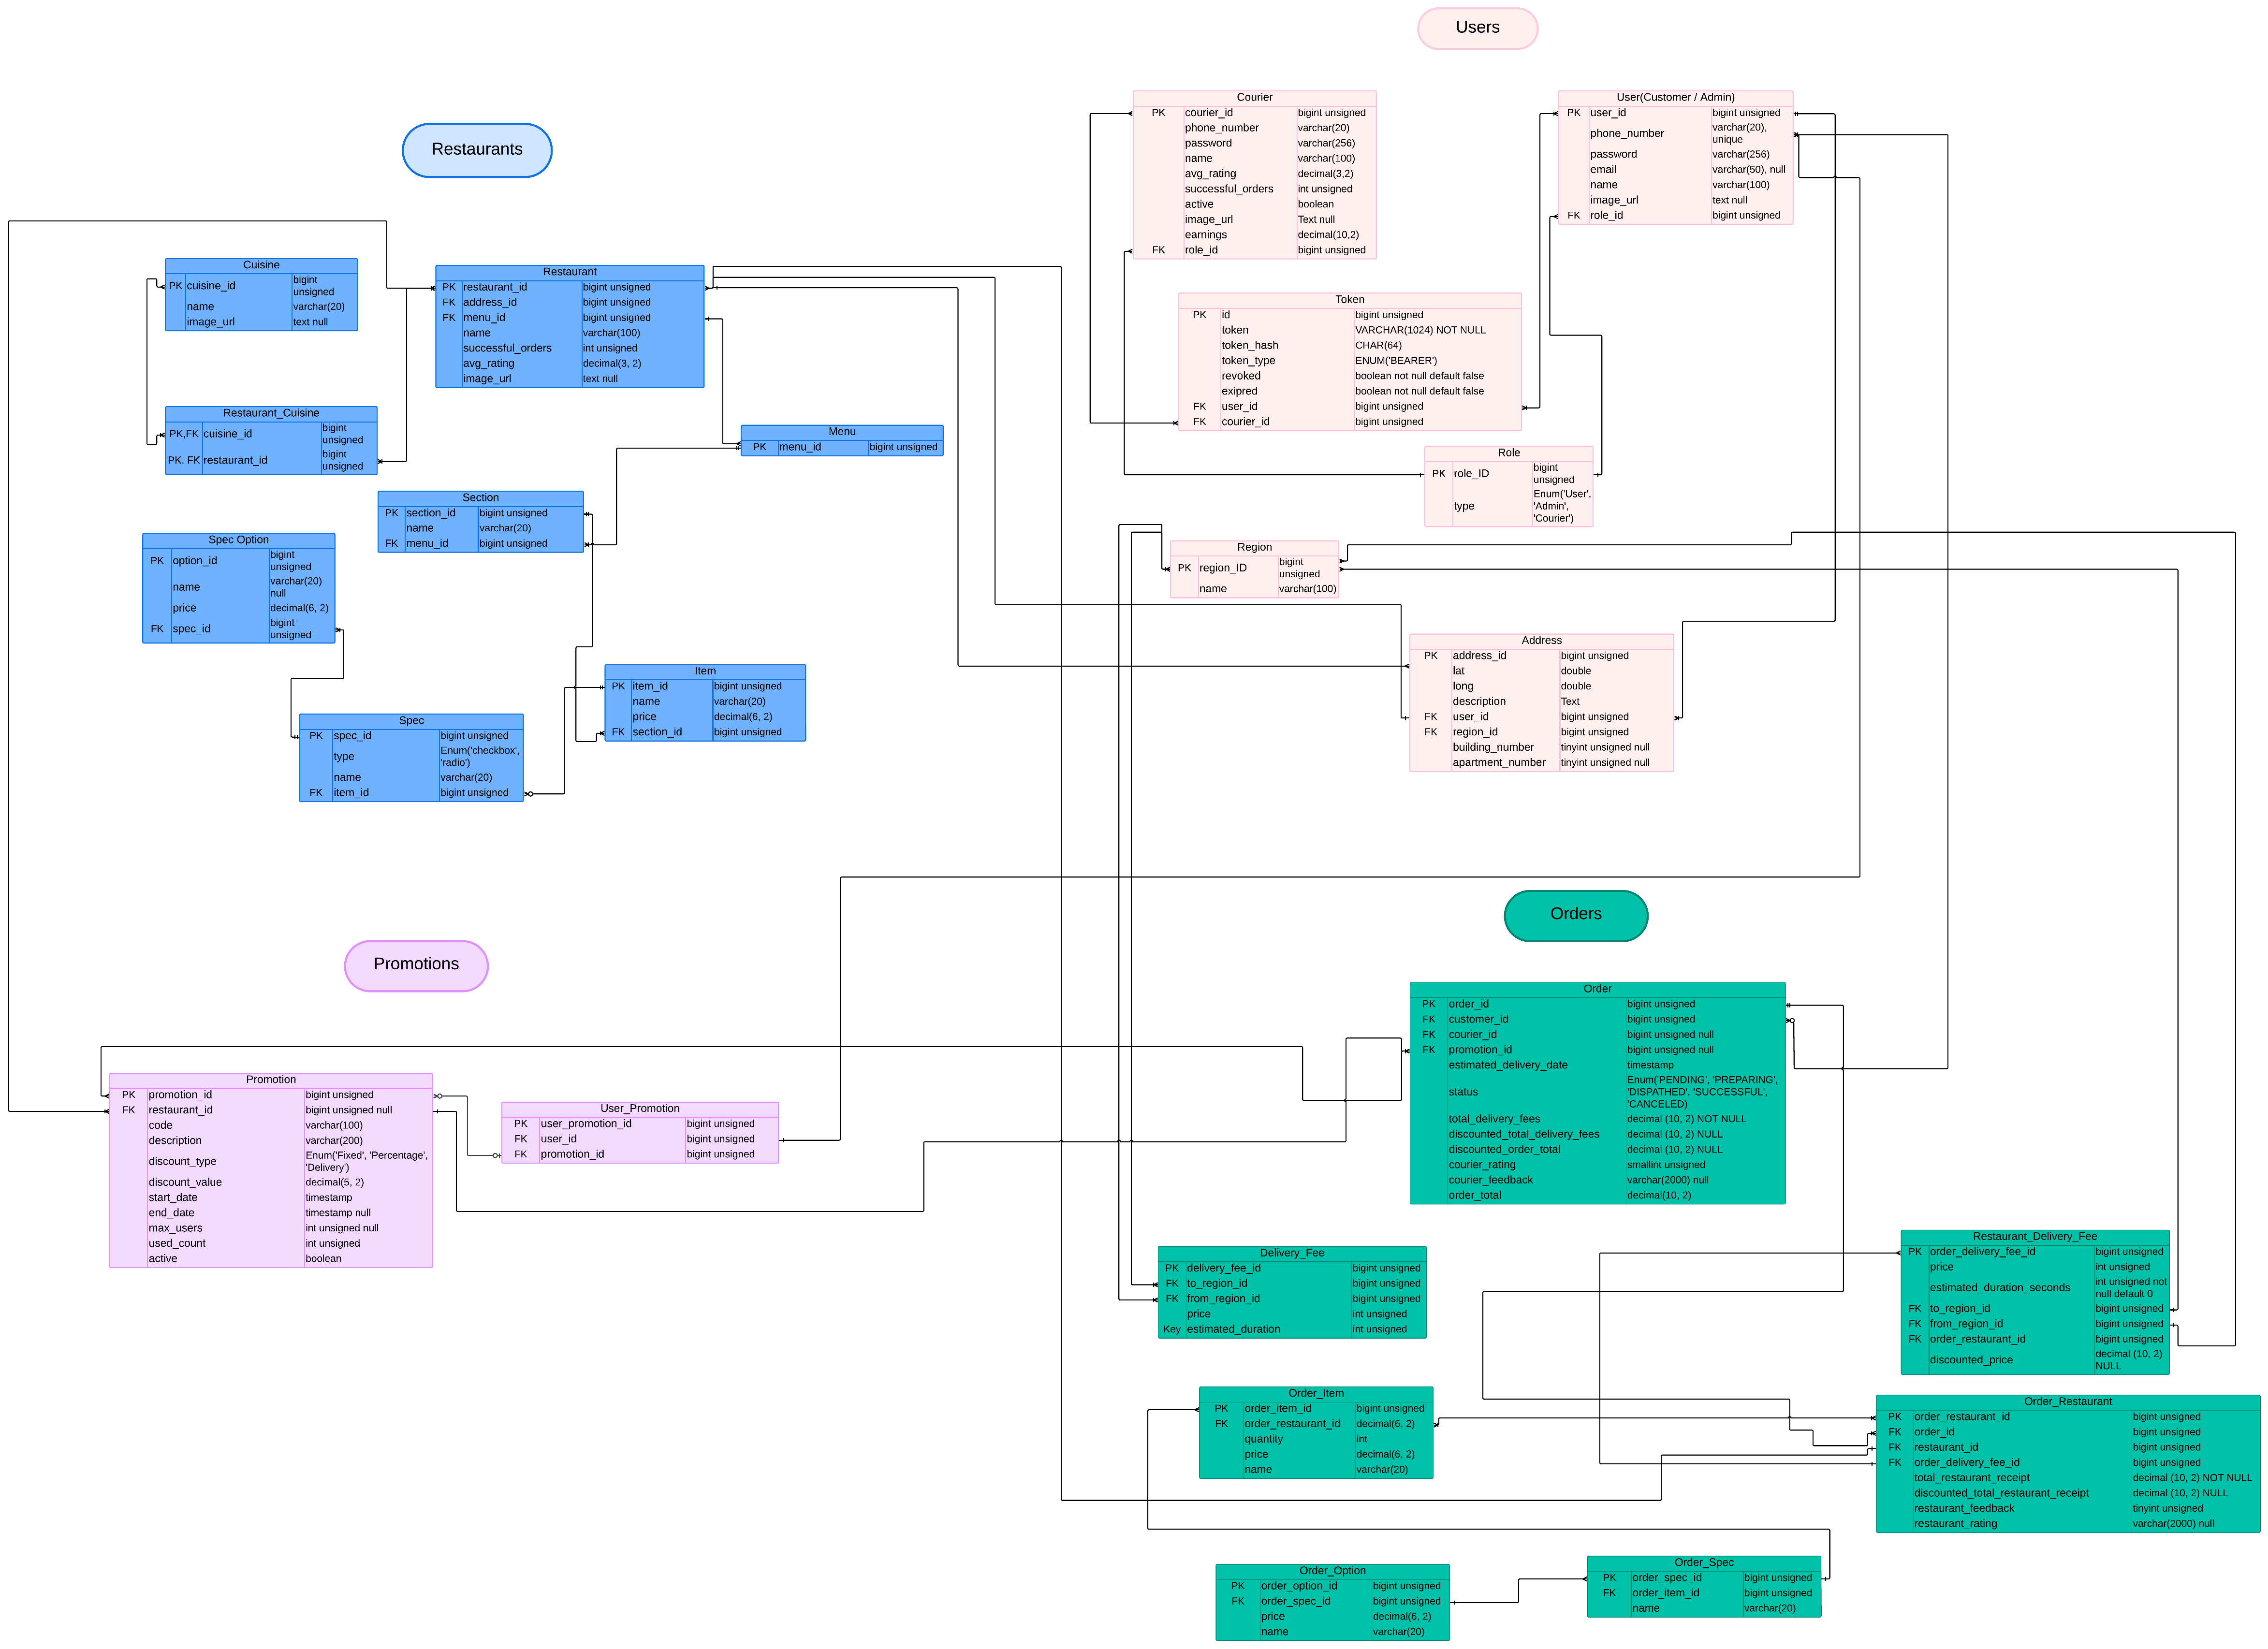 Users
Restaurants
Courier
PK courier_id bigint unsigned
phone_number varchar(20)
password varchar(256)
name varchar(100)
avg_rating decimal(3,2)
successful_orders int unsigned
active boolean
image_url Text null
earnings decimal(10,2)
FK role_id bigint unsigned
User(Customer / Admin)
PK user_id bigint unsigned
phone_number varchar(20),
unique
password varchar(256)
email varchar(50), null
name varchar(100)
image_url text null
FK role_id bigint unsigned
Cuisine
PK cuisine_id bigint
unsigned
name varchar(20)
image_url text null
Restaurant
PK restaurant_id bigint unsigned
FK address_id bigint unsigned
FK menu_id bigint unsigned
name varchar(100)
successful_orders int unsigned
avg_rating decimal(3, 2)
image_url text null
Token
PK id bigint unsigned
token VARCHAR(1024) NOT NULL
token_hash CHAR(64)
token_type ENUM('BEARER')
revoked boolean not null default false
exipred boolean not null default false
FK user_id bigint unsigned
FK courier_id bigint unsigned
Restaurant_Cuisine
PK,FK cuisine_id bigint
unsigned
PK, FK restaurant_id bigint
unsigned
Menu
PK menu_id bigint unsigned
Role
PK role_ID bigint
unsigned
type Enum('User',
'Admin',
'Courier')
Section
PK section_id bigint unsigned
name varchar(20)
FK menu_id bigint unsigned
Spec Option
PK option_id bigint
unsigned
name varchar(20)
null
price decimal(6, 2)
FK spec_id bigint
unsigned
Region
PK region_ID bigint
unsigned
name varchar(100)
Address
PK address_id bigint unsigned
lat double
long double
description Text
FK user_id bigint unsigned
FK region_id bigint unsigned
building_number tinyint unsigned null
apartment_number tinyint unsigned null
Item
PK item_id bigint unsigned
name varchar(20)
price decimal(6, 2)
FK section_id bigint unsigned
Spec
PK spec_id bigint unsigned
type Enum('checkbox',
'radio')
name varchar(20)
FK item_id bigint unsigned
Orders
Promotions
Order
PK order_id bigint unsigned
FK customer_id bigint unsigned
FK courier_id bigint unsigned null
FK promotion_id bigint unsigned null
estimated_delivery_date timestamp
status Enum('PENDING', 'PREPARING',
'DISPATHED', 'SUCCESSFUL',
'CANCELED)
total_delivery_fees decimal (10, 2) NOT NULL
discounted_total_delivery_fees decimal (10, 2) NULL
discounted_order_total decimal (10, 2) NULL
courier_rating smallint unsigned
courier_feedback varchar(2000) null
order_total decimal(10, 2)
Promotion
PK promotion_id bigint unsigned
FK restaurant_id bigint unsigned null
code varchar(100)
description varchar(200)
discount_type Enum('Fixed', 'Percentage',
'Delivery')
discount_value decimal(5, 2)
start_date timestamp
end_date timestamp null
max_users int unsigned null
used_count int unsigned
active boolean
User_Promotion
PK user_promotion_id bigint unsigned
FK user_id bigint unsigned
FK promotion_id bigint unsigned
Delivery_Fee
PK delivery_fee_id bigint unsigned
FK to_region_id bigint unsigned
FK from_region_id bigint unsigned
price int unsigned
Key estimated_duration int unsigned
Restaurant_Delivery_Fee
PK order_delivery_fee_id bigint unsigned
price int unsigned
estimated_duration_seconds int unsigned not
null default 0
FK to_region_id bigint unsigned
FK from_region_id bigint unsigned
FK order_restaurant_id bigint unsigned
discounted_price decimal (10, 2)
NULL
Order_Item
PK order_item_id bigint unsigned
FK order_restaurant_id decimal(6, 2)
quantity int
price decimal(6, 2)
name varchar(20)
Order_Restaurant
PK order_restaurant_id bigint unsigned
FK order_id bigint unsigned
FK restaurant_id bigint unsigned
FK order_delivery_fee_id bigint unsigned
total_restaurant_receipt decimal (10, 2) NOT NULL
discounted_total_restaurant_receipt decimal (10, 2) NULL
restaurant_feedback tinyint unsigned
restaurant_rating varchar(2000) null
Order_Option
PK order_option_id bigint unsigned
FK order_spec_id bigint unsigned
price decimal(6, 2)
name varchar(20)
Order_Spec
PK order_spec_id bigint unsigned
FK order_item_id bigint unsigned
name varchar(20)